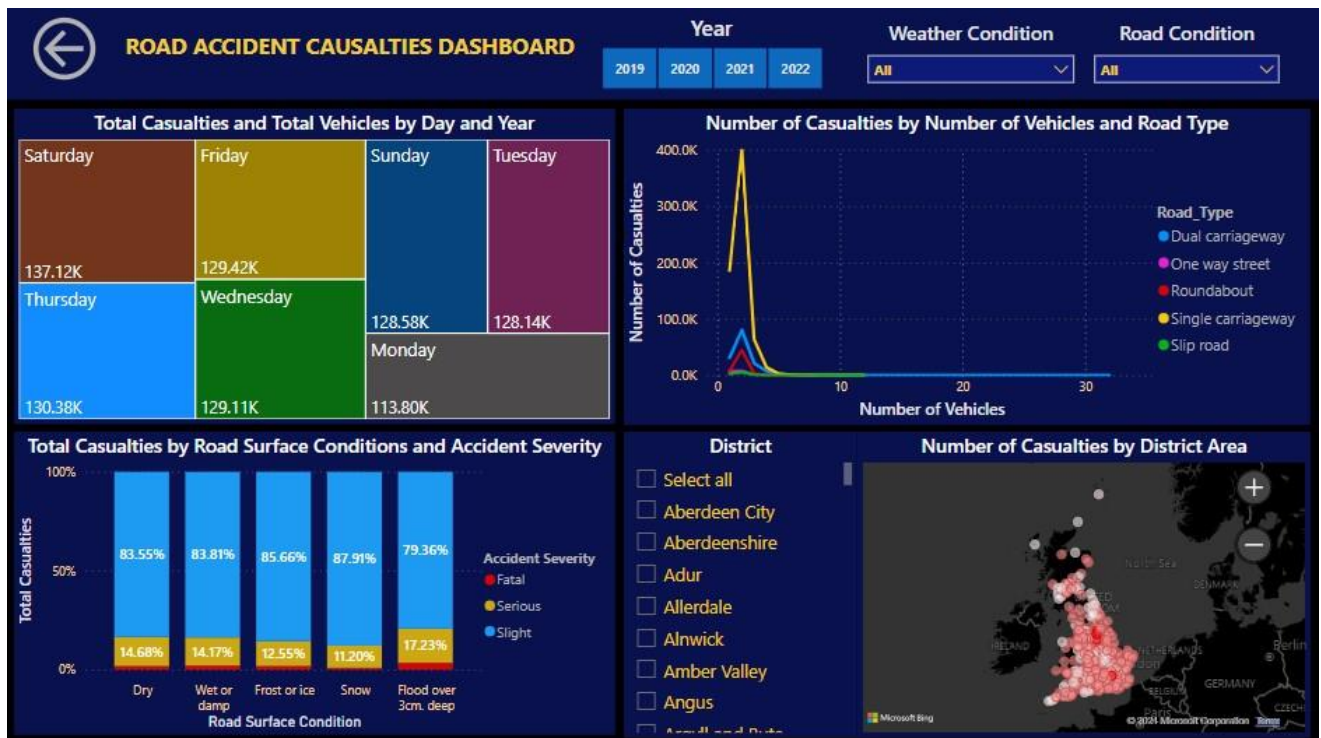 ROAD ACCIDENT CAUSALTIES DASHBOARD
Year
2019 2020 2021 2022
Weather Condition
All
Road Condition
All
Total Casualties and Total Vehicles by Day and Year
Saturday
137.12K
Friday
129.42K
Sunday
128.58K
Tuesday
128.14K
Thursday
130.38K
Wednesday
129.11K
Monday
113.80K
Number of Casualties by Number of Vehicles and Road Type
Number of Casualties
400.0K
300.0K
200.0K
100.0K
0.0K
0 10 20 30
Number of Vehicles
Road_Type
Dual carriageway
One way street
Roundabout
Single carriageway
Slip road
Total Casualties by Road Surface Conditions and Accident Severity
Total Casualties
100%
50%
0%
83.55% 83.81% 85.66% 87.91% 79.36%
14.68% 14.17% 12.55% 11.20% 17.23%
Dry
Wet or
damp
Frost or ice
Snow
Flood over
3cm. deep
Road Surface Condition
Accident Severity
Fatal
Serious
Slight
District
Select all
Aberdeen City
Aberdeenshire
Adur
Allerdale
Alnwick
Amber Valley
Angus
Number of Casualties by District Area
North Sea
DENMARK
IRELAND
Berlin
GERMANY
Paris
Microsoft Bing
© 2024 Microsoft Corporation Terms